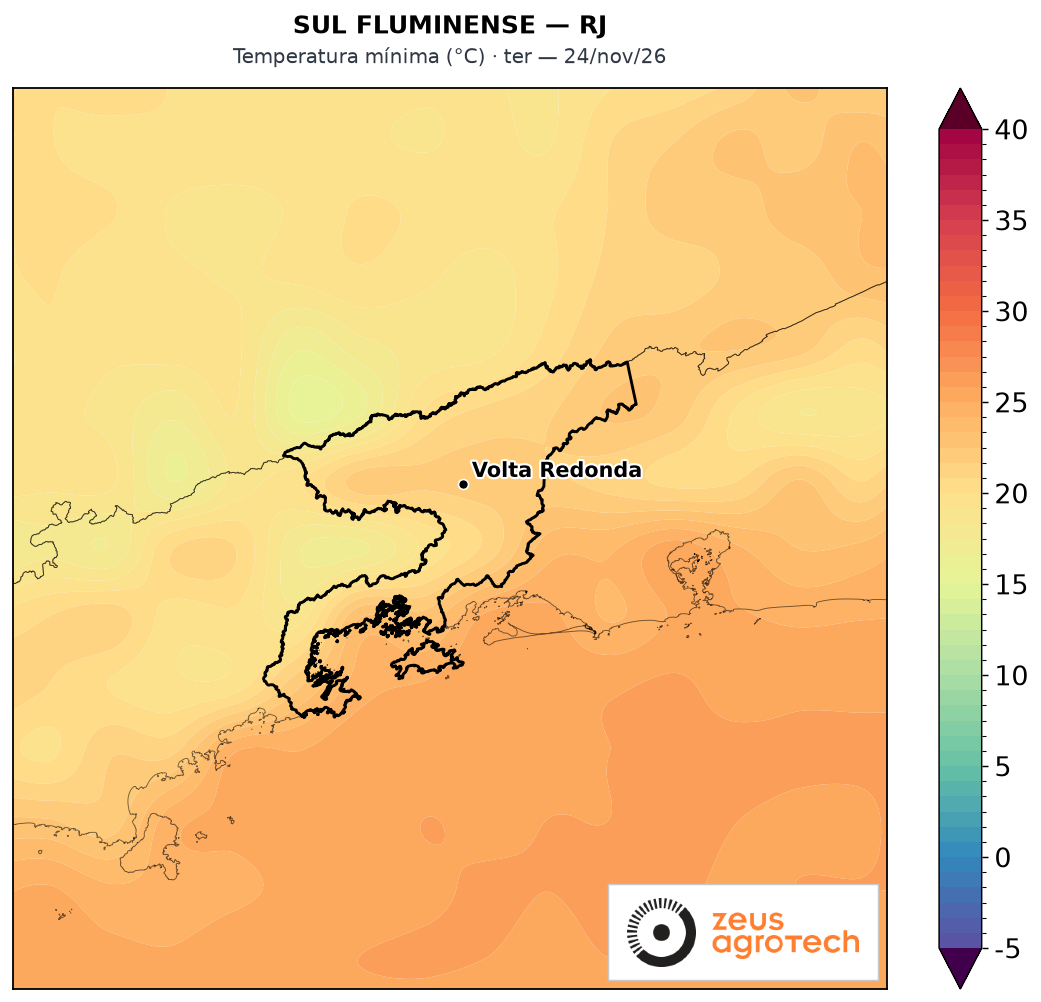 SUL FLUMINENSE — RJ
Temperatura mínima (°C) · ter — 24/nov/26
40
35
30
25
20
15
10
5
0
-5
Volta Redonda
zeus
agrotech